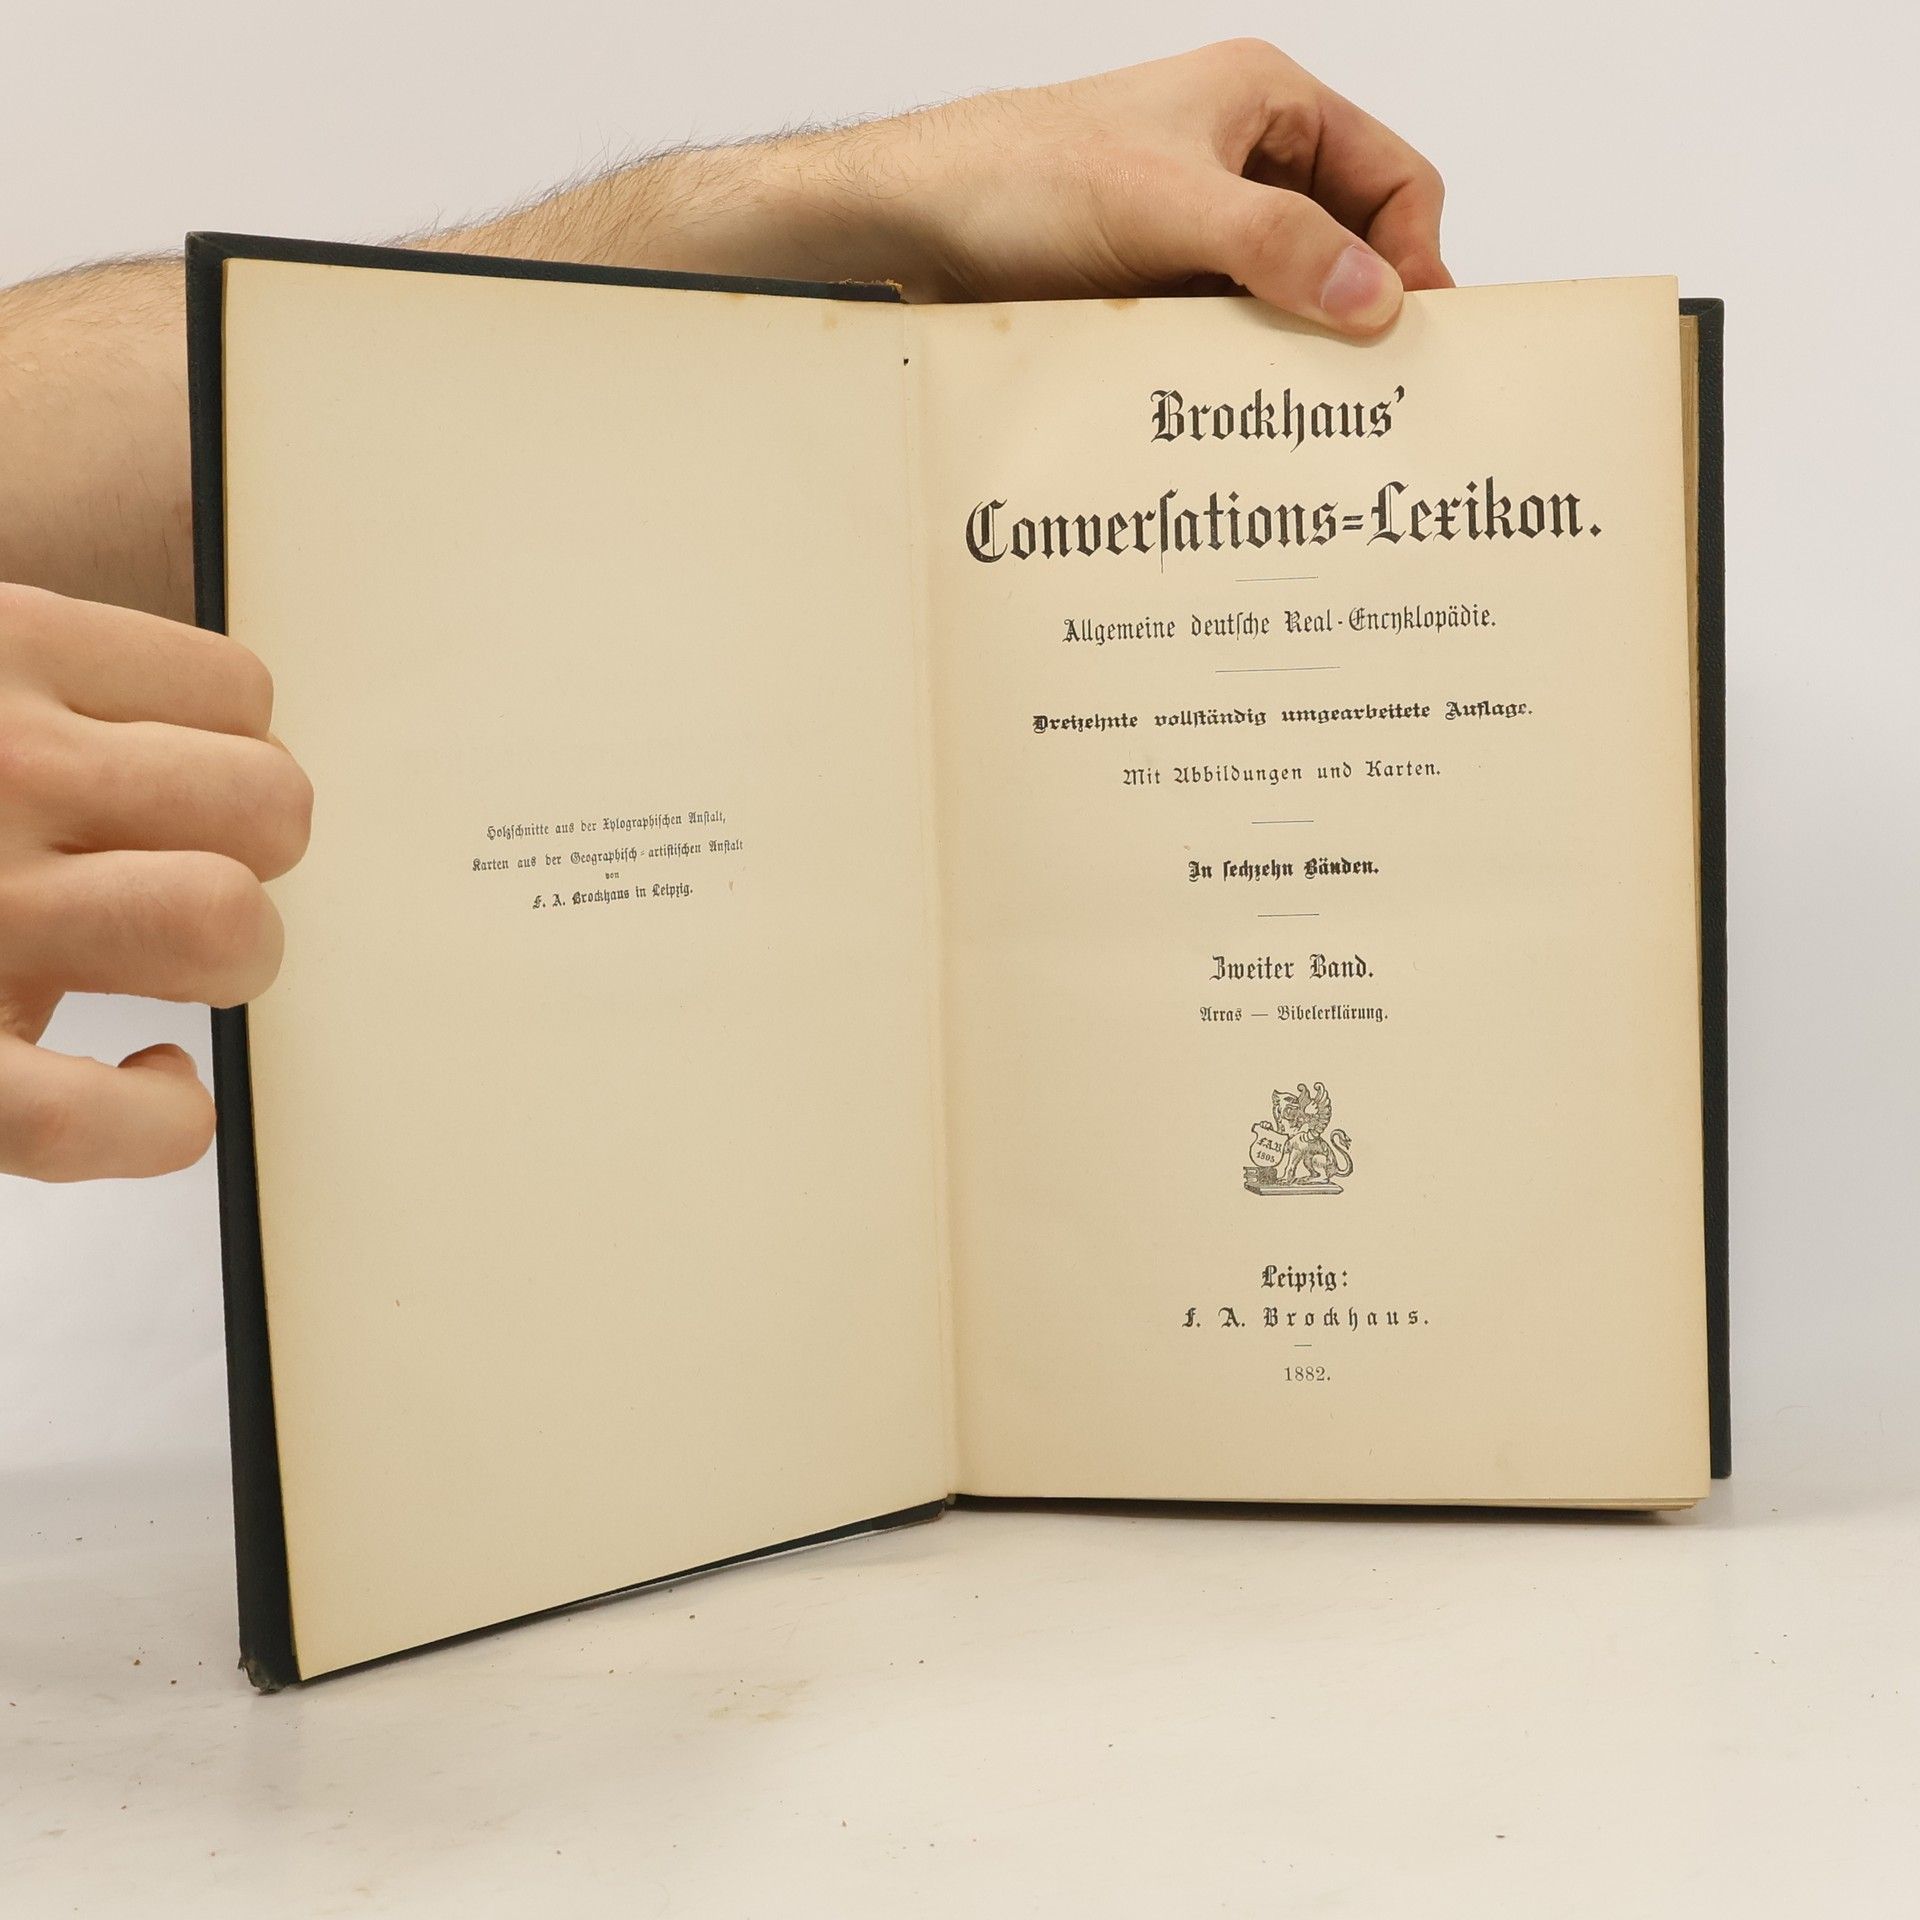 Holzſchnitte aus der Xylographiſchen Anſtalt,
Karten aus der Geographiſch-artiſtiſchen Anſtalt
von
F. A. Brockhaus in Leipzig.
Brockhaus’
Converſations-Lexikon.
Allgemeine deutſche Real-Encyklopädie.
Dreizehnte vollſtändig umgearbeitete Auflage.
Mit Abbildungen und Karten.
In ſechzehn Bänden.
Zweiter Band.
Arras — Bibelerklärung.
F.A.B.
1805
Leipzig:
F. A. Brockhaus.
1882.